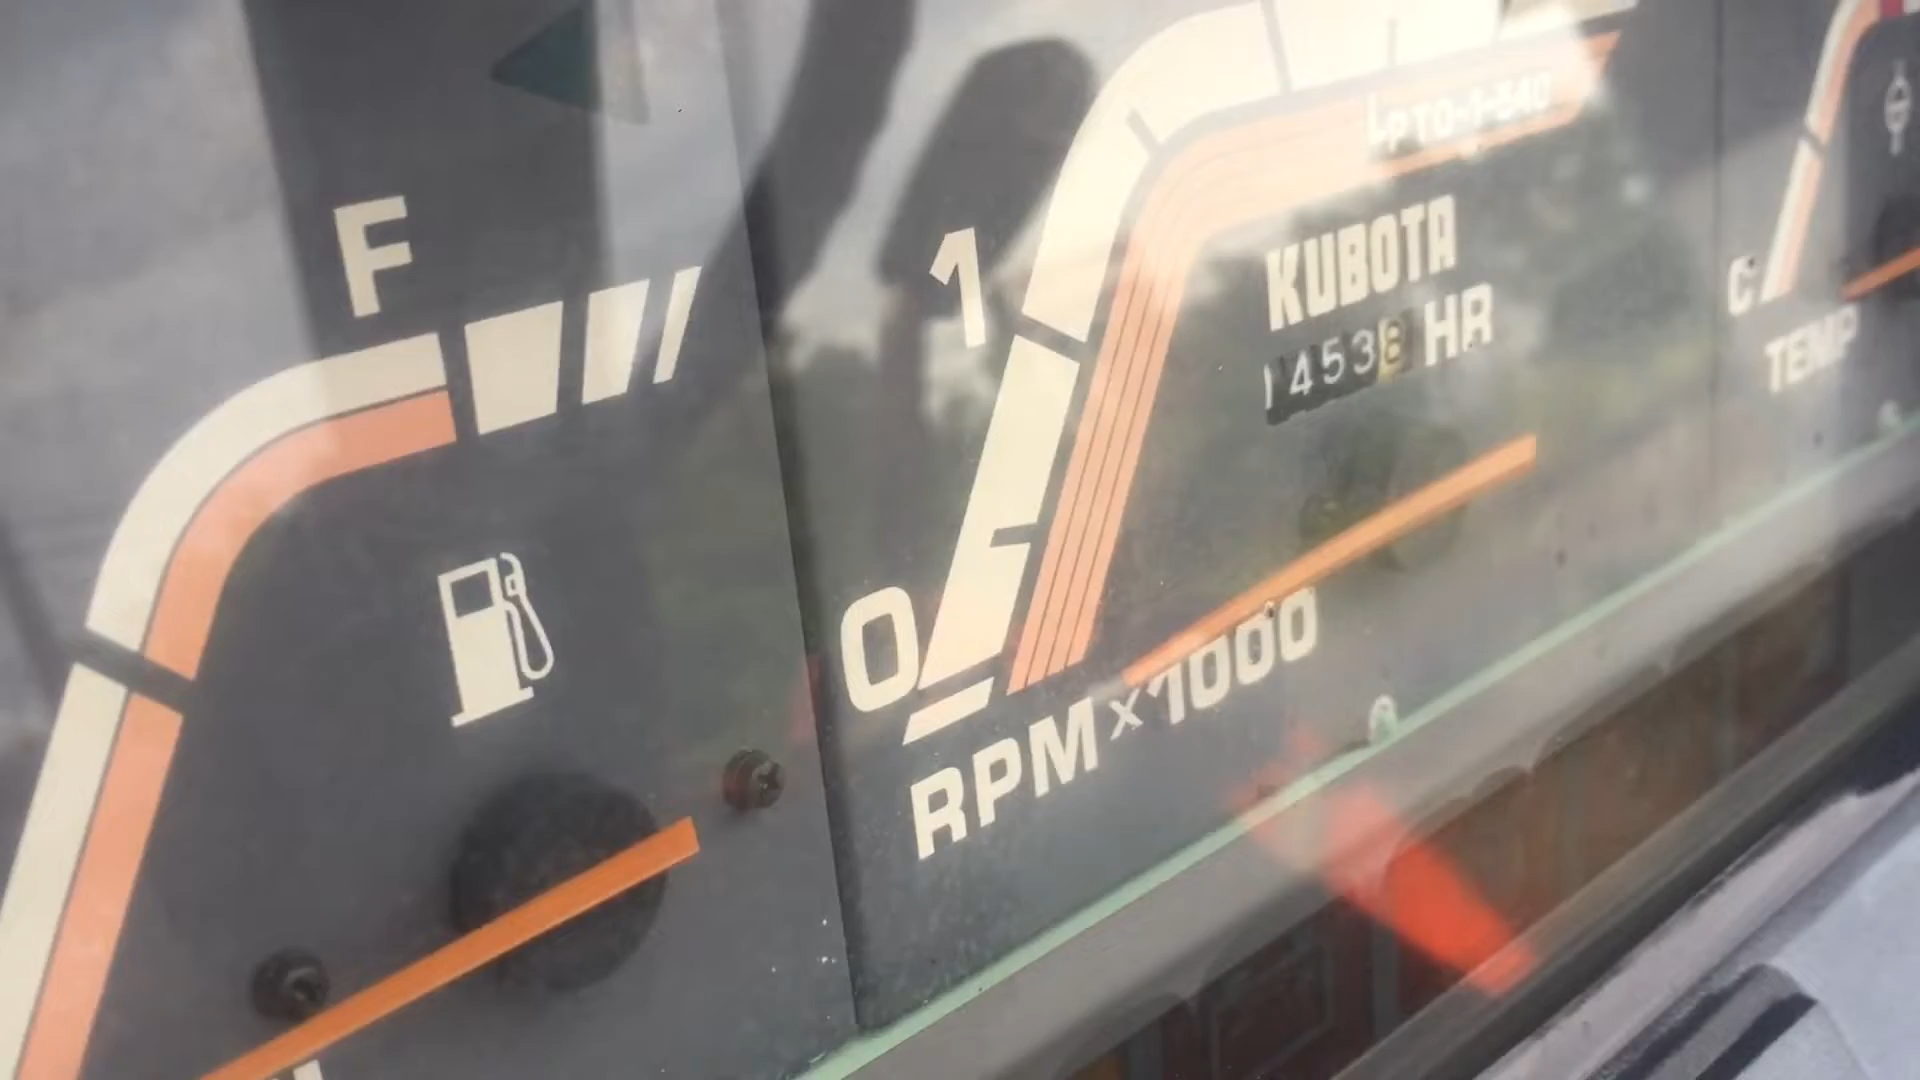 F
1
PTO-1-540
KUBOTA
14538 HR
0
RPM×1000
C
TEMP